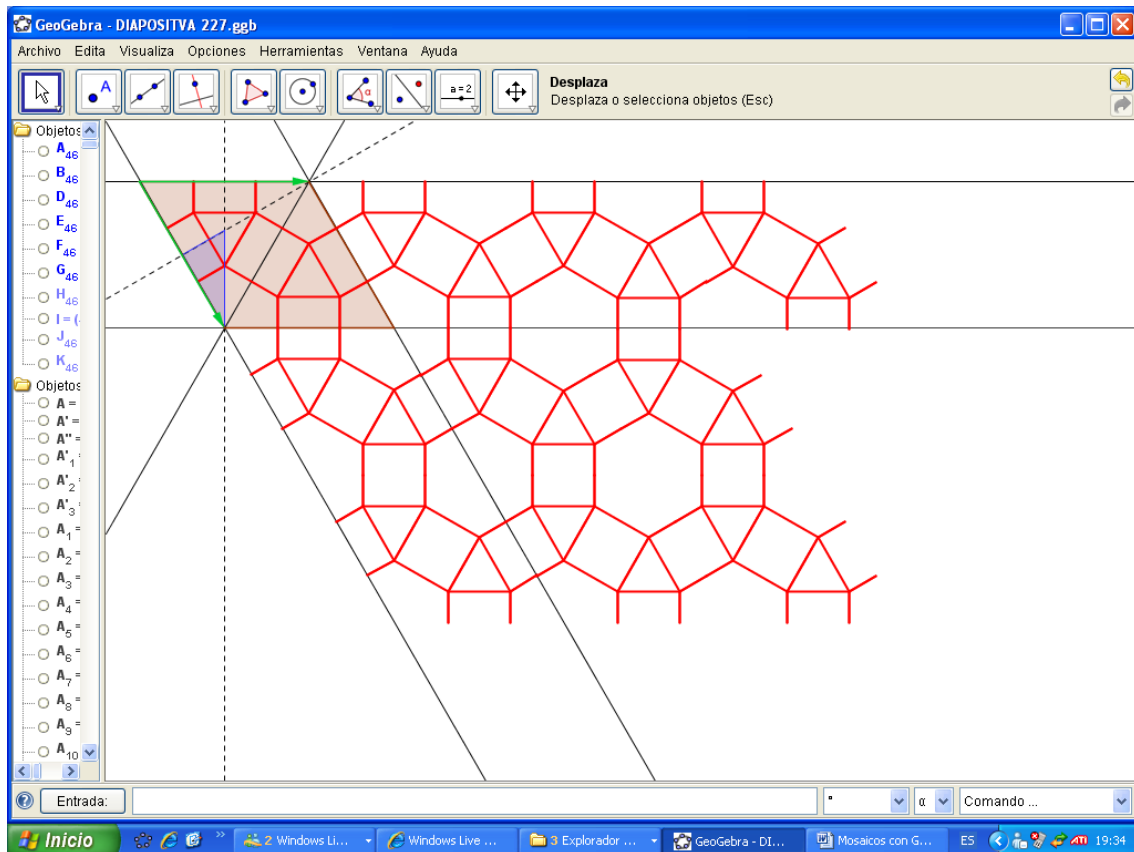 GeoGebra - DIAPOSITVA 227.ggb
Archivo Edita Visualiza Opciones Herramientas Ventana Ayuda
A
α
a=2
Desplaza
Desplaza o selecciona objetos (Esc)
Objetos
A46
B46
D46
E46
F46
G46
H46
I = (
J46
K46
Objetos
A =
A' =
A'' =
A'1
A'2
A'3
A1 =
A2 =
A3 =
A4 =
A5 =
A6 =
A7 =
A8 =
A9 =
A10
Entrada: ° α Comando ...
Inicio » 2 Windows Li... Windows Live ... 3 Explorador ... GeoGebra - DI... Mosaicos con G... ES ATI 19:34